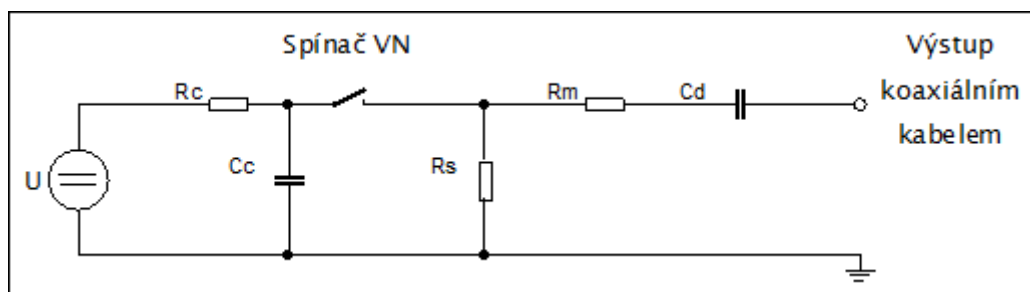 Spínač VN
Výstup
koaxiálním
kabelem
Rc
Rm
Cd
Cc
Rs
U